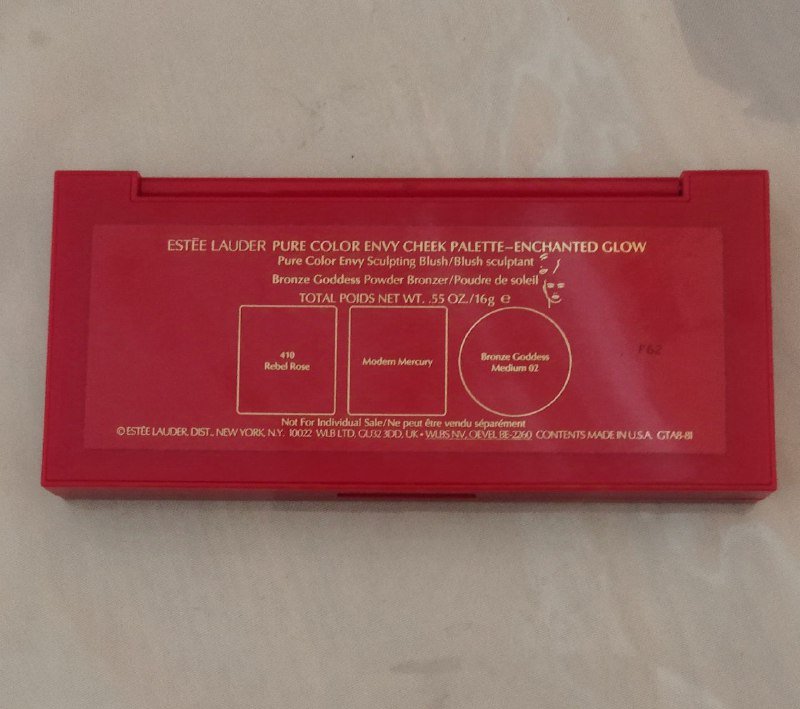 ESTĒE LAUDER PURE COLOR ENVY CHEEK PALETTE–ENCHANTED GLOW
Pure Color Envy Sculpting Blush/Blush sculptant
Bronze Goddess Powder Bronzer/Poudre de soleil
TOTAL POIDS NET WT. .55 OZ./16g ℮
410
Rebel Rose
Modern Mercury
Bronze Goddess
Medium 02
F62
Not For Individual Sale/Ne peut être vendu séparément
© ESTĒE LAUDER, DIST., NEW YORK, N.Y. 10022 WLB LTD. GU32 3DD, UK • WLBS NV, OEVEL BE-2260 CONTENTS MADE IN U.S.A. GTA8-81